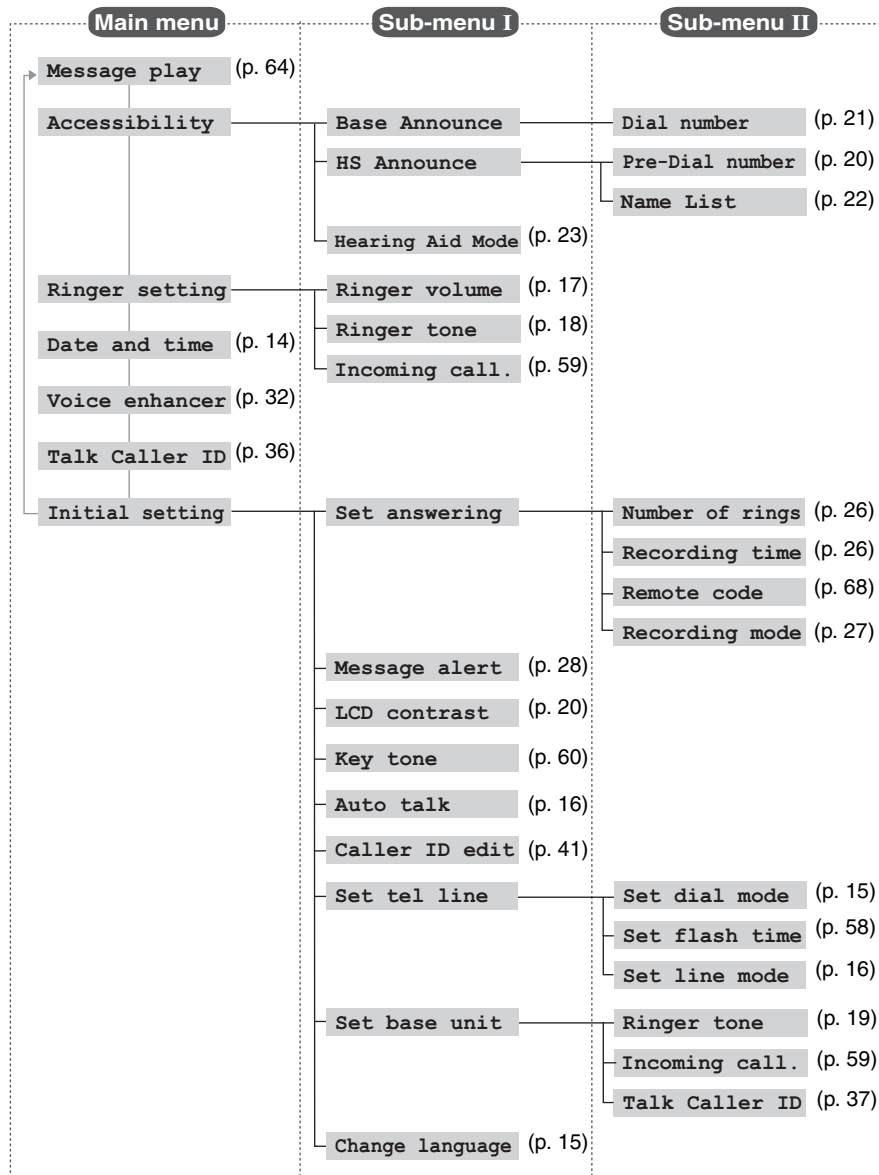 Main menu Sub-menu I Sub-menu II
Message play (p. 64)
Accessibility Base Announce Dial number (p. 21)
HS Announce Pre-Dial number (p. 20)
Name List (p. 22)
Hearing Aid Mode (p. 23)
Ringer setting Ringer volume (p. 17)
Ringer tone (p. 18)
Date and time (p. 14)
Incoming call. (p. 59)
Voice enhancer (p. 32)
Talk Caller ID (p. 36)
Initial setting Set answering Number of rings (p. 26)
Recording time (p. 26)
Remote code (p. 68)
Recording mode (p. 27)
Message alert (p. 28)
LCD contrast (p. 20)
Key tone (p. 60)
Auto talk (p. 16)
Caller ID edit (p. 41)
Set tel line Set dial mode (p. 15)
Set flash time (p. 58)
Set line mode (p. 16)
Set base unit Ringer tone (p. 19)
Incoming call. (p. 59)
Talk Caller ID (p. 37)
Change language (p. 15)